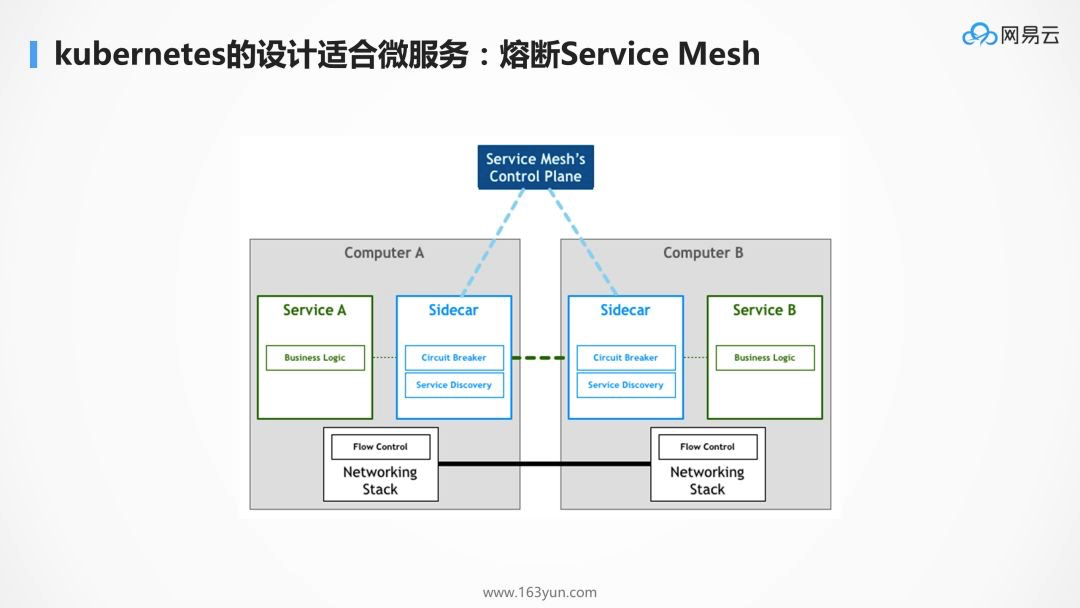 kubernetes的设计适合微服务：熔断Service Mesh
网易云
Service Mesh's
Control Plane
Computer A
Computer B
Service A
Sidecar
Sidecar
Service B
Business Logic
Circuit Breaker
Circuit Breaker
Business Logic
Service Discovery
Service Discovery
Flow Control
Flow Control
Networking
Stack
Networking
Stack
www.163yun.com